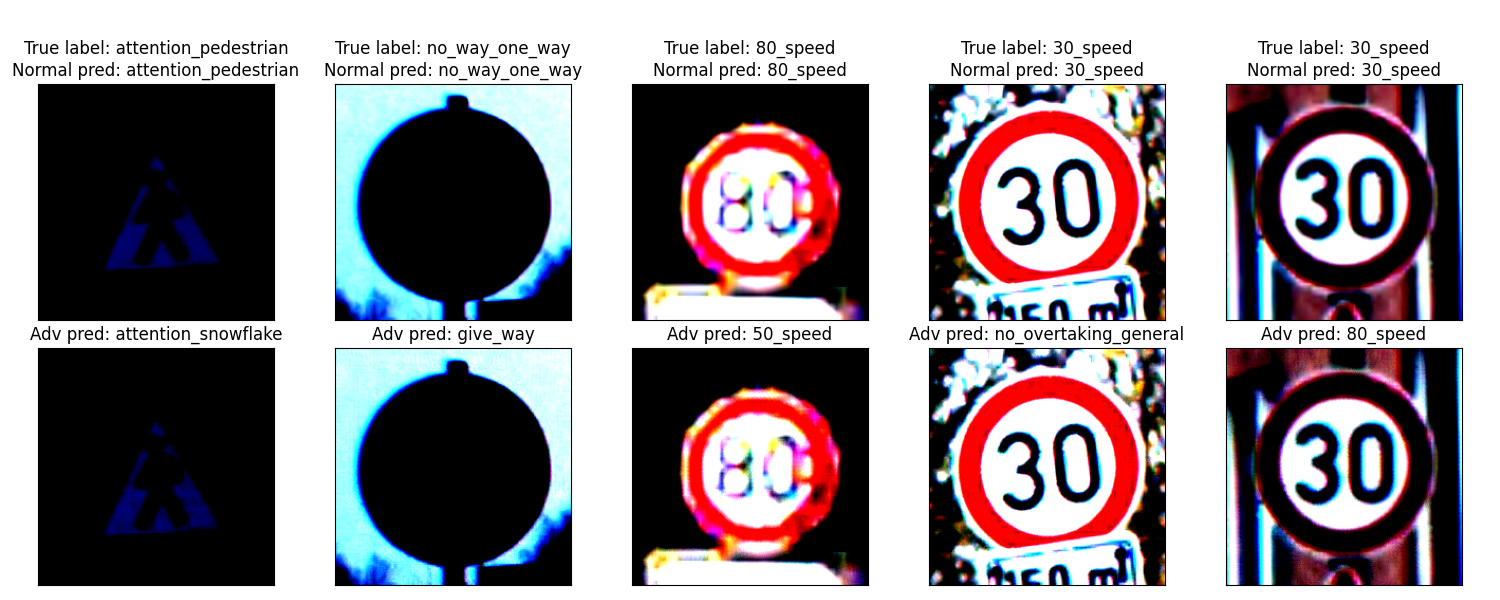 True label: attention_pedestrian
Normal pred: attention_pedestrian
True label: no_way_one_way
Normal pred: no_way_one_way
True label: 80_speed
Normal pred: 80_speed
True label: 30_speed
Normal pred: 30_speed
True label: 30_speed
Normal pred: 30_speed
80
30
150 m
30
Adv pred: attention_snowflake
Adv pred: give_way
Adv pred: 50_speed
Adv pred: no_overtaking_general
Adv pred: 80_speed
80
30
150 m
30